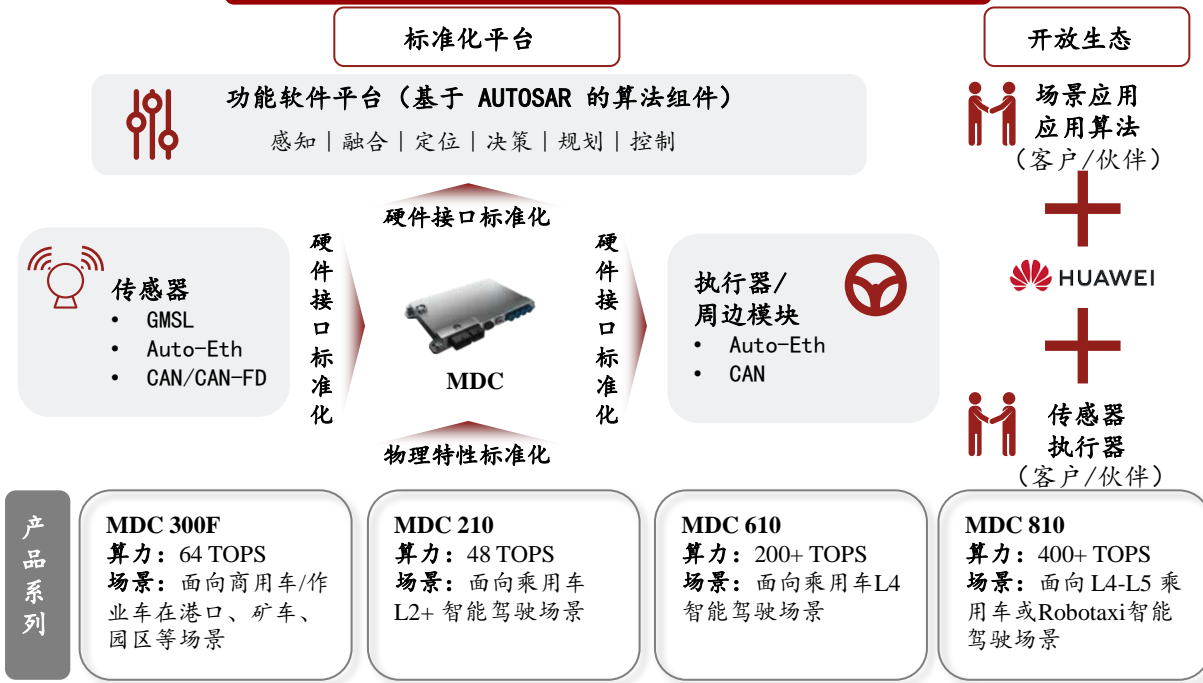 标准化平台
开放生态
功能软件平台（基于 AUTOSAR 的算法组件）
感知｜融合｜定位｜决策｜规划｜控制
场景应用
应用算法
（客户/伙伴）
硬件接口标准化
硬件接口标准化
硬件接口标准化
传感器
• GMSL
• Auto-Eth
• CAN/CAN-FD
MDC
执行器/
周边模块
• Auto-Eth
• CAN
HUAWEI
物理特性标准化
传感器
执行器
（客户/伙伴）
产品系列
MDC 300F
算力：64 TOPS
场景：面向商用车/作
业车在港口、矿车、
园区等场景
MDC 210
算力：48 TOPS
场景：面向乘用车
L2+ 智能驾驶场景
MDC 610
算力：200+ TOPS
场景：面向乘用车L4
智能驾驶场景
MDC 810
算力：400+ TOPS
场景：面向 L4-L5 乘
用车或Robotaxi智能
驾驶场景